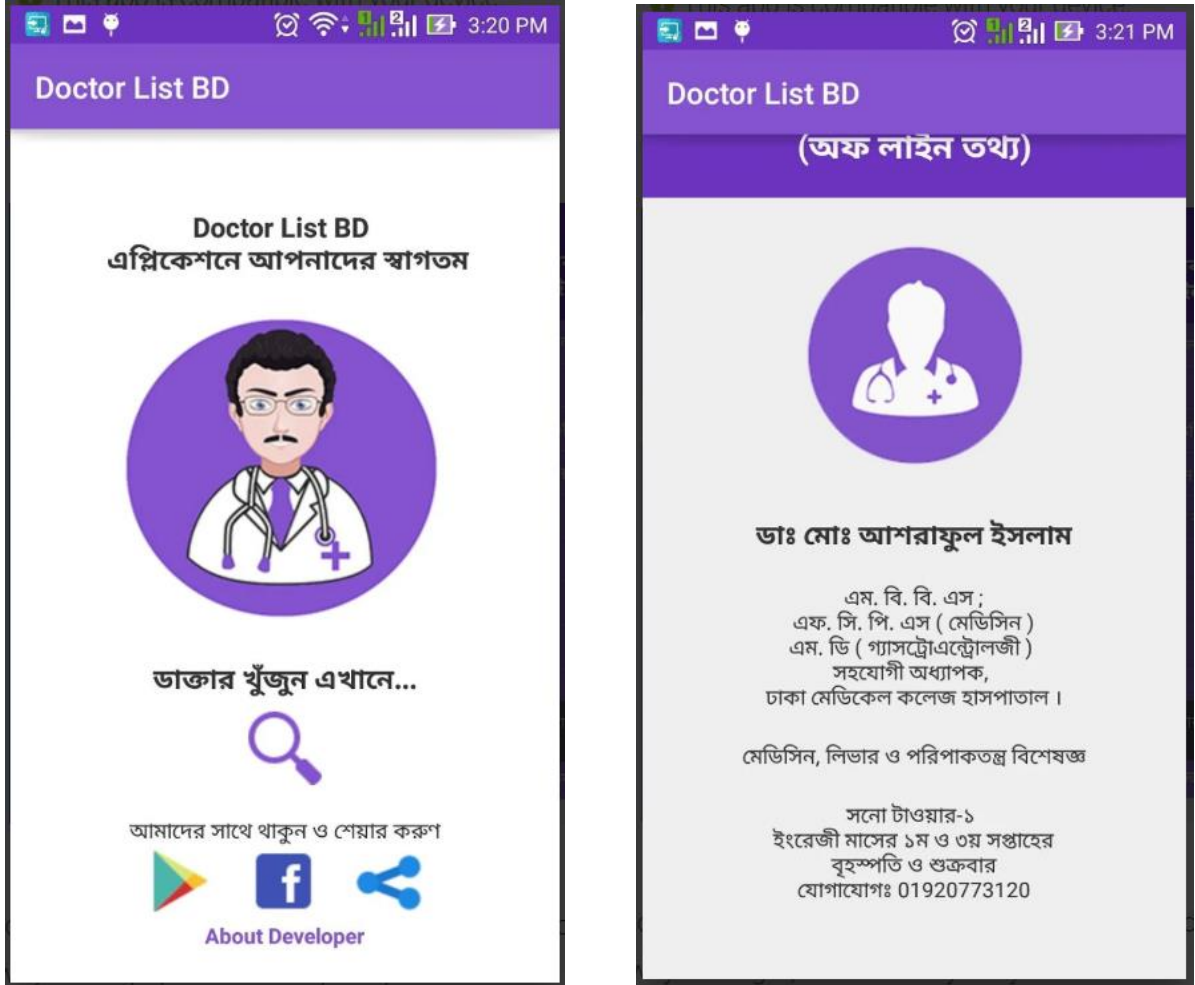 3:20 PM
Doctor List BD
Doctor List BD
এপ্লিকেশনে আপনাদের স্বাগতম
ডাক্তার খুঁজুন এখানে...
আমাদের সাথে থাকুন ও শেয়ার করুণ
About Developer
3:21 PM
Doctor List BD
(অফ লাইন তথ্য)
ডাঃ মোঃ আশরাফুল ইসলাম
এম. বি. বি. এস ;
এফ. সি. পি. এস ( মেডিসিন )
এম. ডি ( গ্যাসট্রোএন্ট্রোলজী )
সহযোগী অধ্যাপক,
ঢাকা মেডিকেল কলেজ হাসপাতাল ।
মেডিসিন, লিভার ও পরিপাকতন্ত্র বিশেষজ্ঞ
সনো টাওয়ার-১
ইংরেজী মাসের ১ম ও ৩য় সপ্তাহের
বৃহস্পতি ও শুক্রবার
যোগাযোগঃ 01920773120